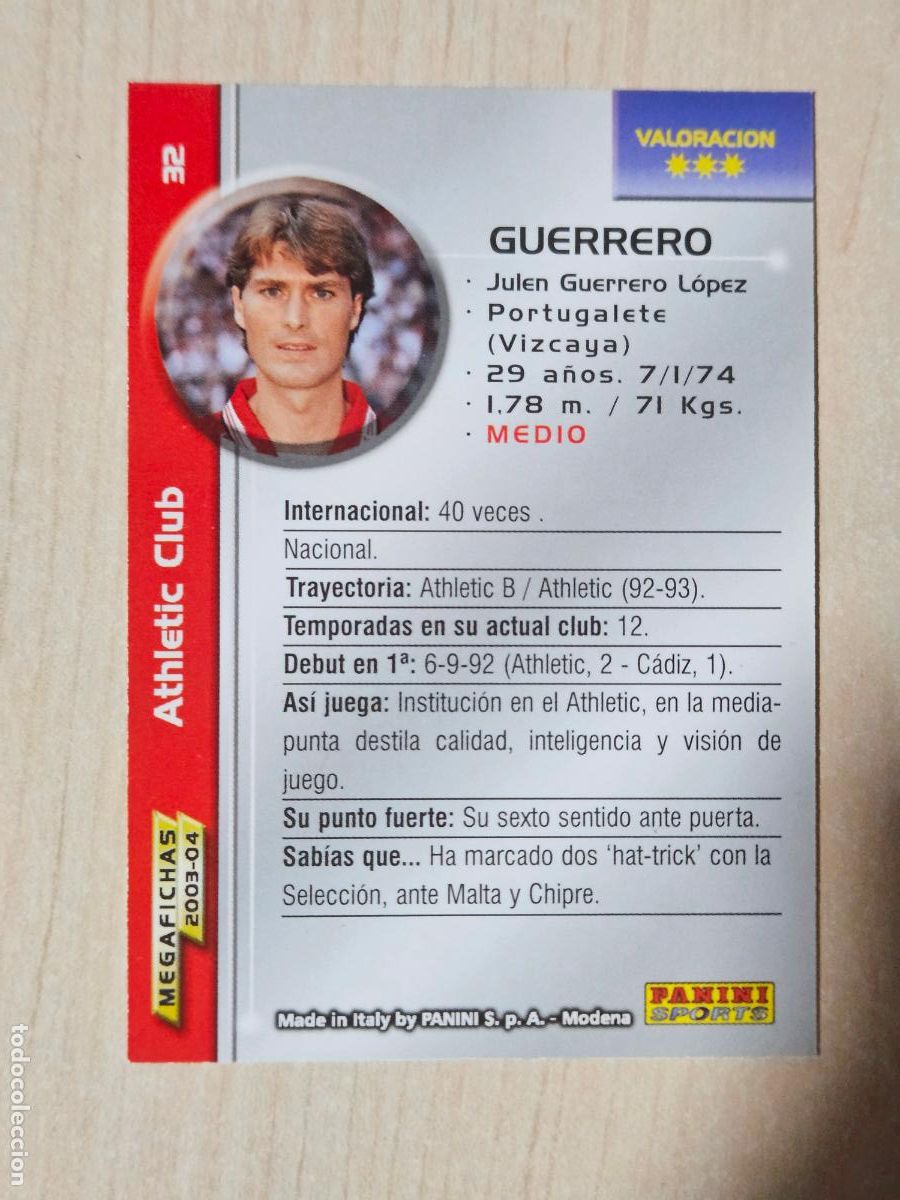 32
VALORACION
GUERRERO
· Julen Guerrero López
· Portugalete
(Vizcaya)
· 29 años. 7/1/74
· 1,78 m. / 71 Kgs.
· MEDIO
Internacional: 40 veces .
Nacional.
Trayectoria: Athletic B / Athletic (92-93).
Temporadas en su actual club: 12.
Debut en 1ª: 6-9-92 (Athletic, 2 - Cádiz, 1).
Así juega: Institución en el Athletic, en la media-
punta destila calidad, inteligencia y visión de
juego.
Su punto fuerte: Su sexto sentido ante puerta.
Sabías que... Ha marcado dos ‘hat-trick’ con la
Selección, ante Malta y Chipre.
Athletic Club
MEGAFICHAS
2003-04
Made in Italy by PANINI S. p. A. - Modena
PANINI
SPORTS
todocoleccion